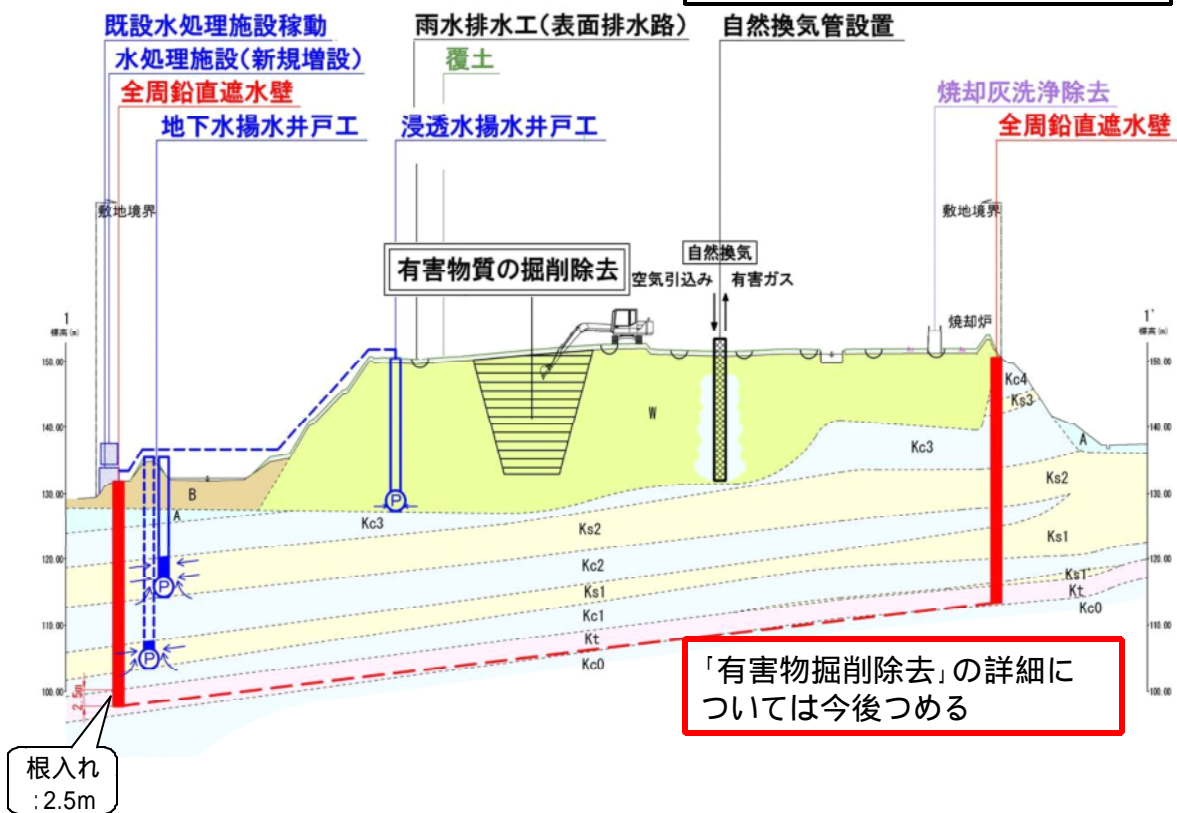 既設水処理施設稼動
雨水排水工(表面排水路)
自然換気管設置
水処理施設(新規増設)
覆土
全周鉛直遮水壁
焼却灰洗浄除去
地下水揚水井戸工
浸透水揚水井戸工
全周鉛直遮水壁
敷地境界
敷地境界
有害物質の掘削除去
自然換気
空気引込み
有害ガス
焼却炉
1
標高(m)
1'
標高(m)
150.00
150.00
140.00
140.00
130.00
130.00
120.00
120.00
110.00
110.00
100.00
100.00
W
Kc4
Ks3
A
Kc3
Ks2
B
A
Kc3
Ks2
Kc2
Ks1
Ks1
Kc1
Ks1'
Kt
Kt
Kc0
Kc0
P
P
P
2.5m
「有害物掘削除去」の詳細に
ついては今後つめる
根入れ
:2.5m